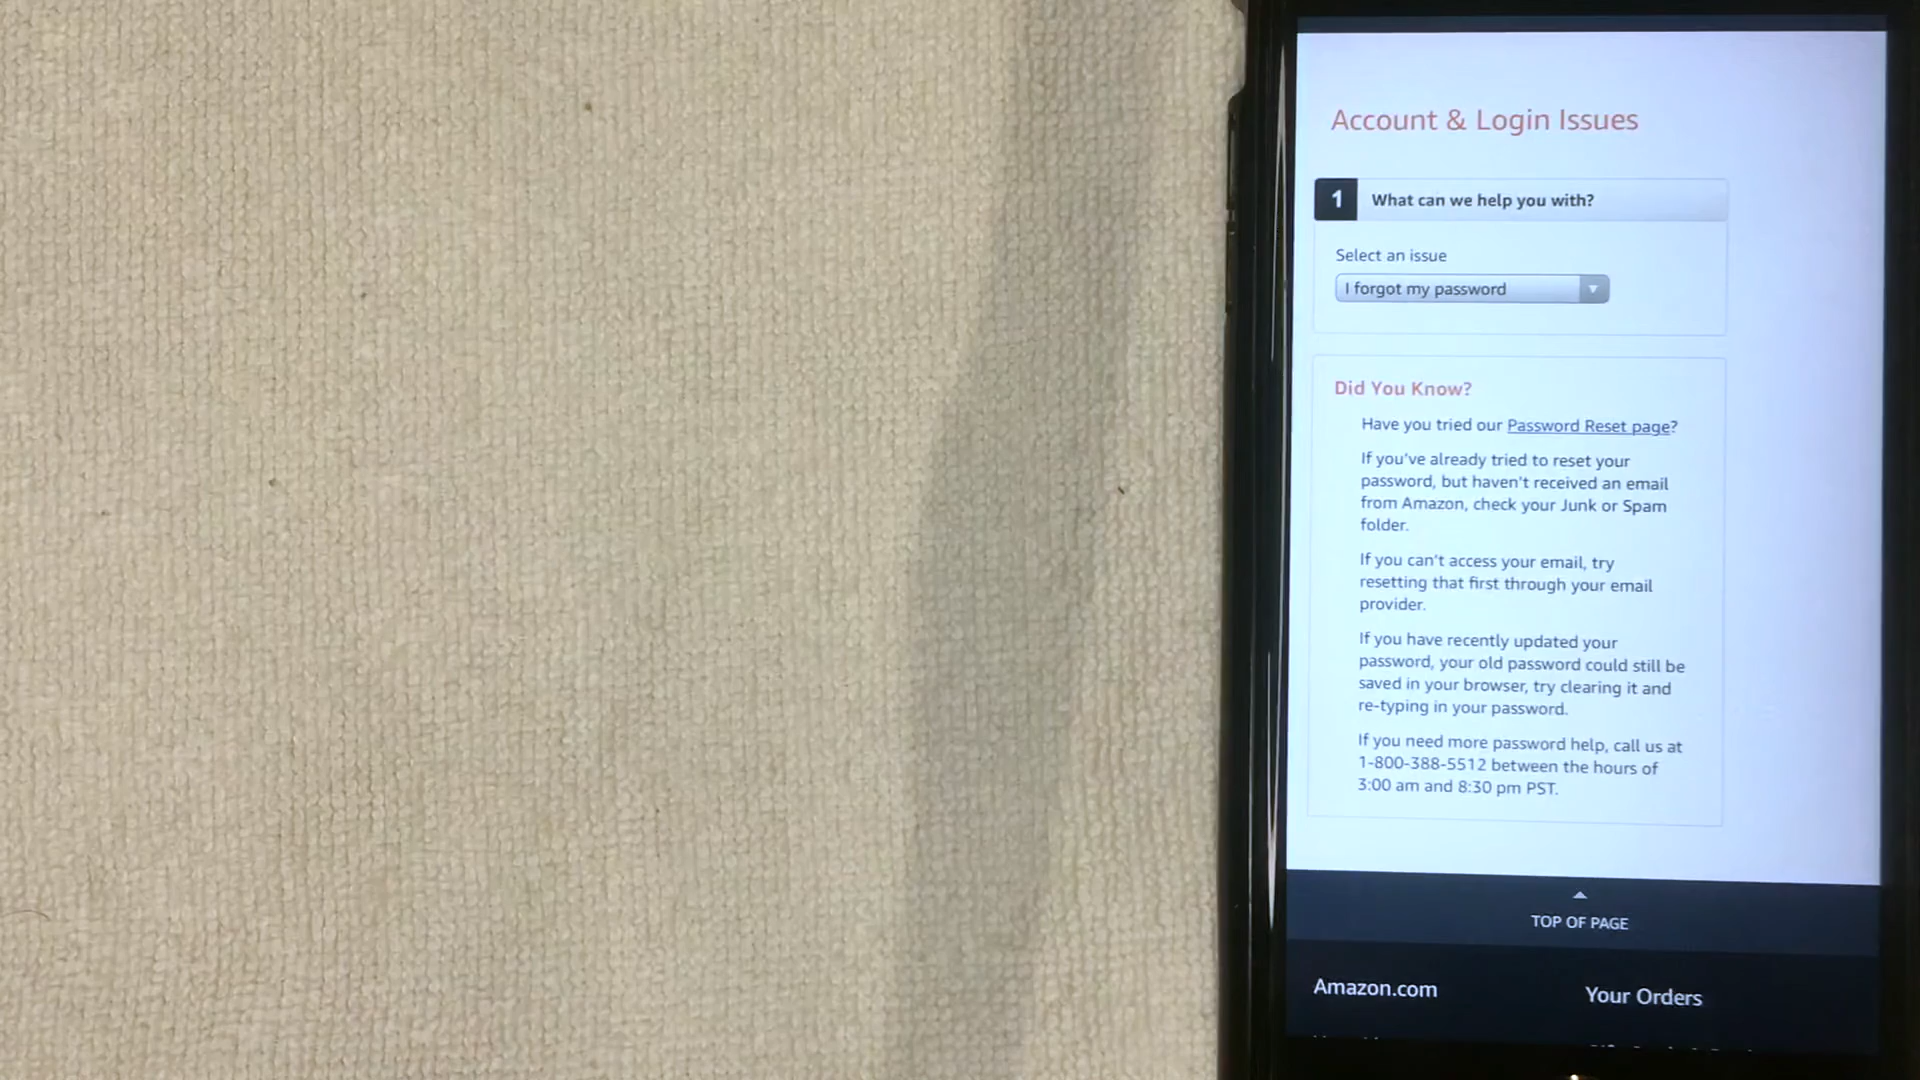 Account & Login Issues
1 What can we help you with?
Select an issue
I forgot my password
Did You Know?
Have you tried our Password Reset page?
If you've already tried to reset your
password, but haven't received an email
from Amazon, check your Junk or Spam
folder.
If you can't access your email, try
resetting that first through your email
provider.
If you have recently updated your
password, your old password could still be
saved in your browser, try clearing it and
re-typing in your password.
If you need more password help, call us at
1-800-388-5512 between the hours of
3:00 am and 8:30 pm PST.
TOP OF PAGE
Amazon.com Your Orders